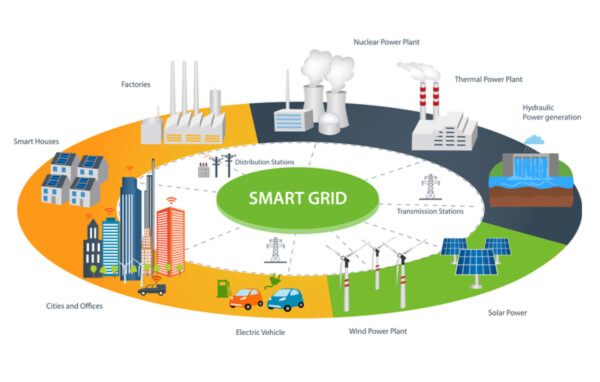 Nuclear Power Plant
Factories
Thermal Power Plant
Hydraulic
Power generation
Smart Houses
Distribution Stations
SMART GRID
Transmission Stations
Cities and Offices
Electric Vehicle
Wind Power Plant
Solar Power